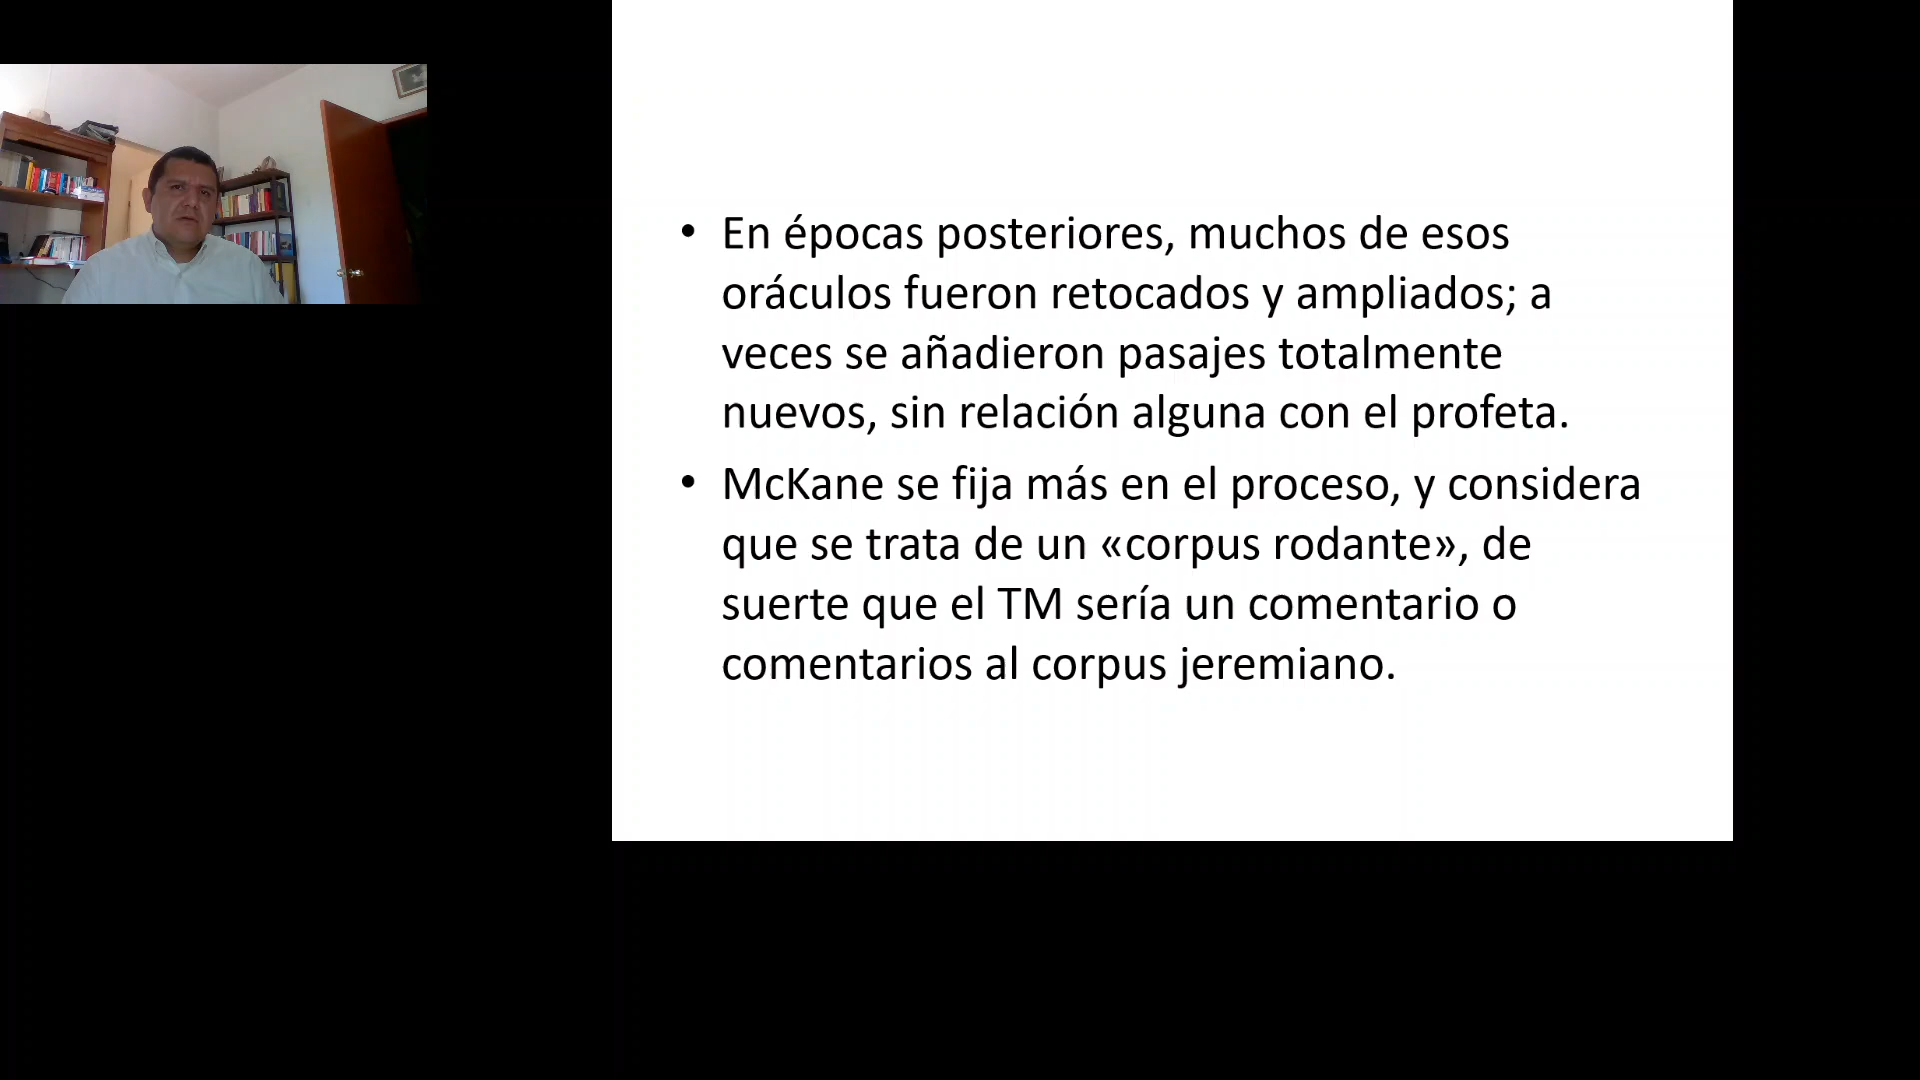 • En épocas posteriores, muchos de esos
oráculos fueron retocados y ampliados; a
veces se añadieron pasajes totalmente
nuevos, sin relación alguna con el profeta.
• McKane se fija más en el proceso, y considera
que se trata de un «corpus rodante», de
suerte que el TM sería un comentario o
comentarios al corpus jeremiano.